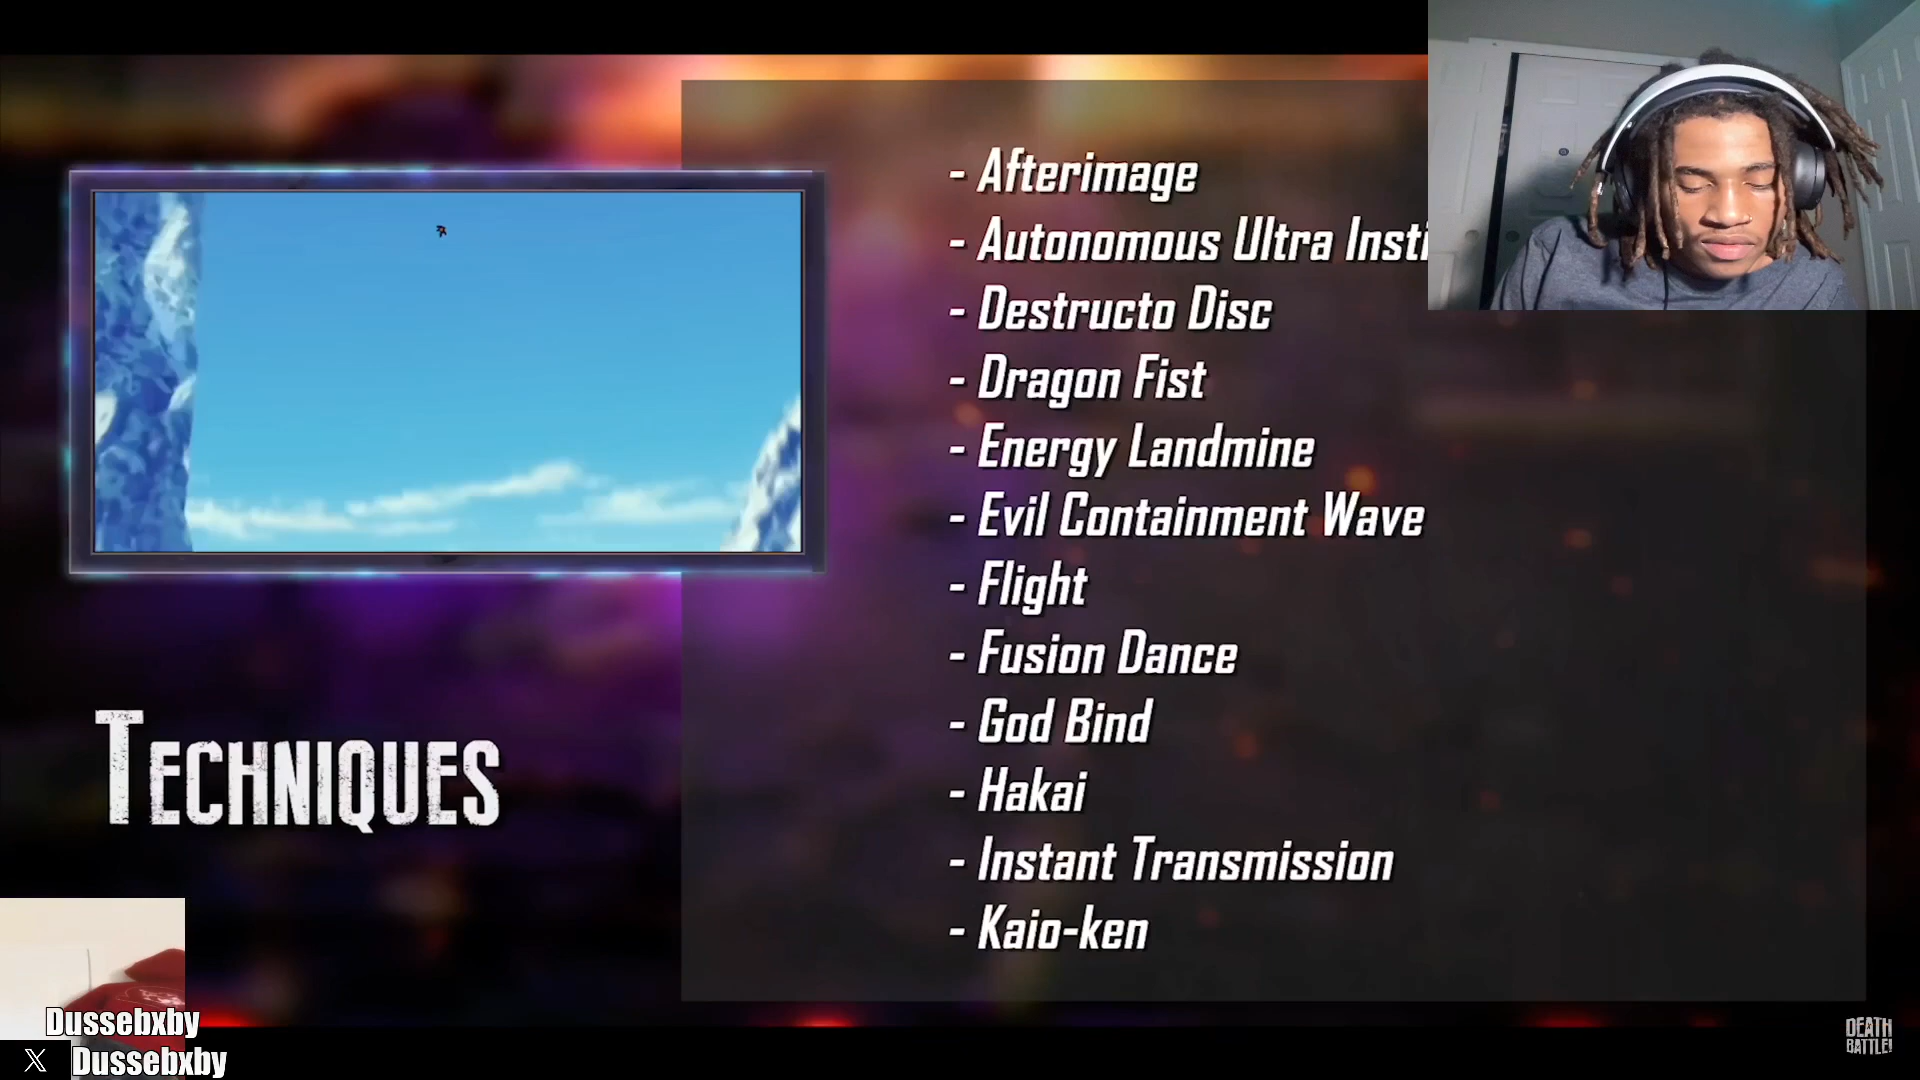 - Afterimage
- Autonomous Ultra Insti
- Destructo Disc
- Dragon Fist
- Energy Landmine
- Evil Containment Wave
- Flight
- Fusion Dance
- God Bind
- Hakai
- Instant Transmission
- Kaio-ken
TECHNIQUES
Dussebxby
X Dussebxby
DEATH
BATTLE!